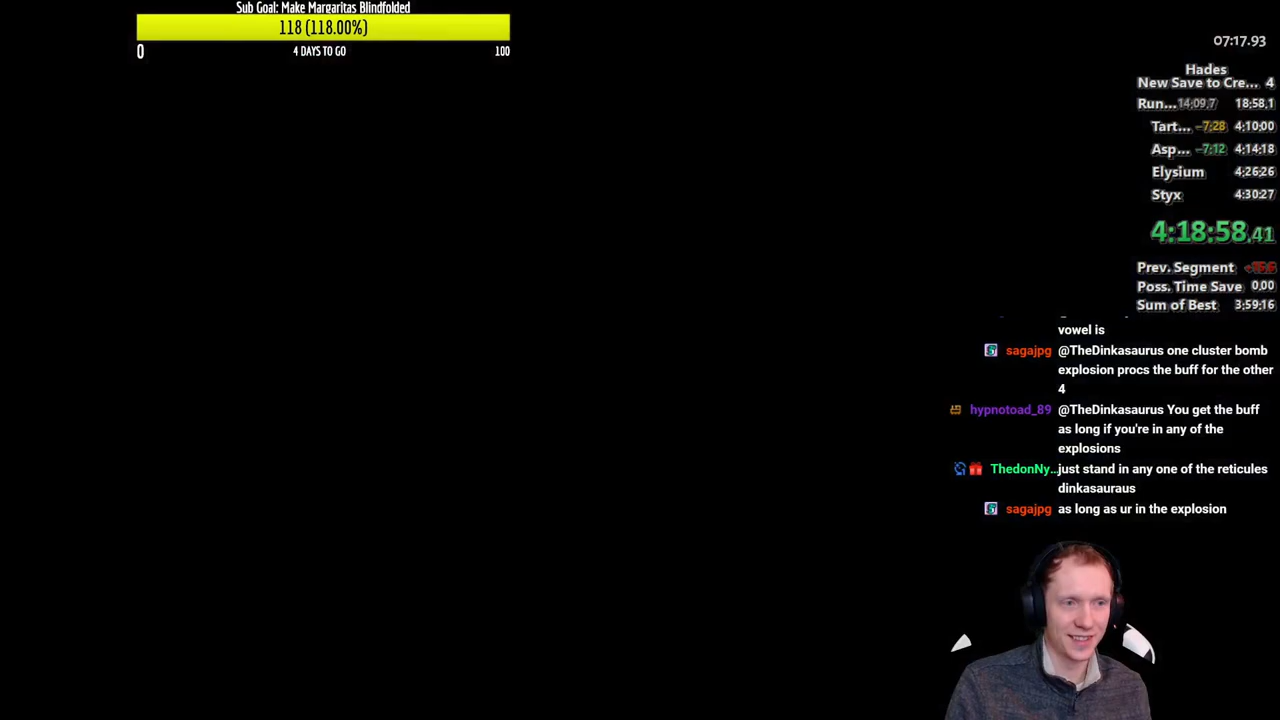 Sub Goal: Make Margaritas Blindfolded
118 (118.00%)
0 4 DAYS TO GO 100
07:17.93
Hades
New Save to Cre... 4
Run... 14:09,7 18:58,1
Tart... −7:28 4:10:00
Asp... −7:12 4:14:18
Elysium 4:26:26
Styx 4:30:27
4:18:58.41
Prev. Segment
Poss. Time Save 0,00
Sum of Best 3:59:16
vowel is
sagajpg @TheDinkasaurus one cluster bomb
explosion procs the buff for the other
4
hypnotoad_89 @TheDinkasaurus You get the buff
as long if you're in any of the
explosions
ThedonNy... just stand in any one of the reticules
dinkasauraus
sagajpg as long as ur in the explosion